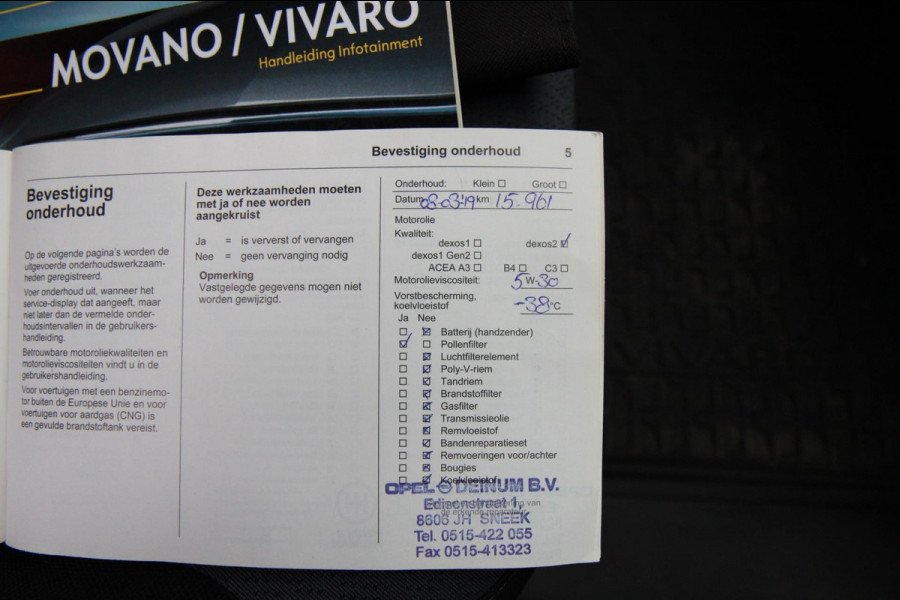 MOVANO / VIVARO
Handleiding Infotainment
Bevestiging onderhoud 5
Bevestiging
onderhoud
Op de volgende pagina's worden de
uitgevoerde onderhoudswerkzaam-
heden geregistreerd.
Voer onderhoud uit, wanneer het
service-display dat aangeeft, maar
niet later dan de vermelde onder-
houdsintervallen in de gebruikers-
handleiding.
Betrouwbare motoroliekwaliteiten en
motorolieviscositeiten vindt u in de
gebruikershandleiding.
Voor voertuigen met een benzinemo-
tor buiten de Europese Unie en voor
voertuigen voor aardgas (CNG) is
een gevulde brandstoftank vereist.
Deze werkzaamheden moeten
met ja of nee worden
aangekruist
Ja = is ververst of vervangen
Nee = geen vervanging nodig
Opmerking
Vastgelegde gegevens mogen niet
worden gewijzigd.
Onderhoud: Klein Groot
Datum 08-03-'19 km 15.961
Motorolie
Kwaliteit:
dexos1 dexos2
dexos1 Gen2
ACEA A3 B4 C3
Motorolieviscositeit: 5W-30
Vorstbescherming,
koelvloeistof -38°C
Ja Nee
Batterij (handzender)
Pollenfilter
Luchtfilterelement
Poly-V-riem
Tandriem
Brandstoffilter
Gasfilter
Transmissieolie
Remvloeistof
Bandenreparatieset
Remvoeringen voor/achter
Bougies
Koelvloeistof
OPEL DEINUM B.V.
Edisonstraat 1, van
8606 JH SNEEK
Tel. 0515-422 055
Fax 0515-413323